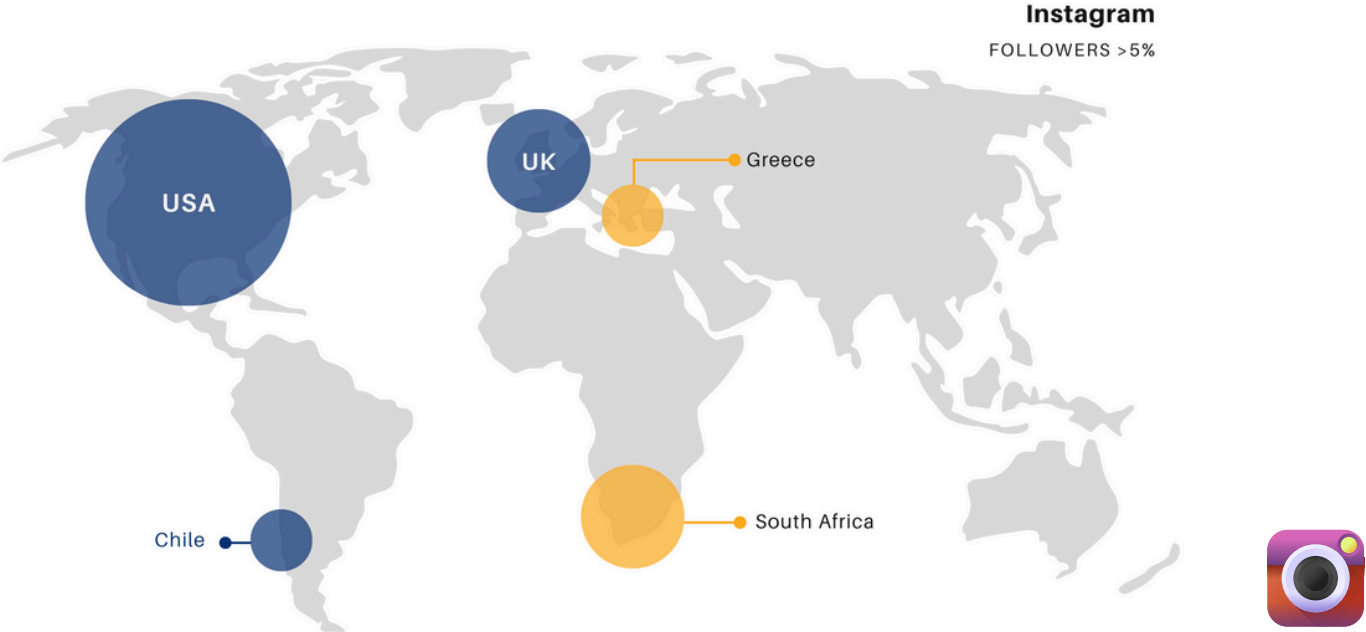 Instagram
FOLLOWERS >5%
USA
UK
Greece
Chile
South Africa